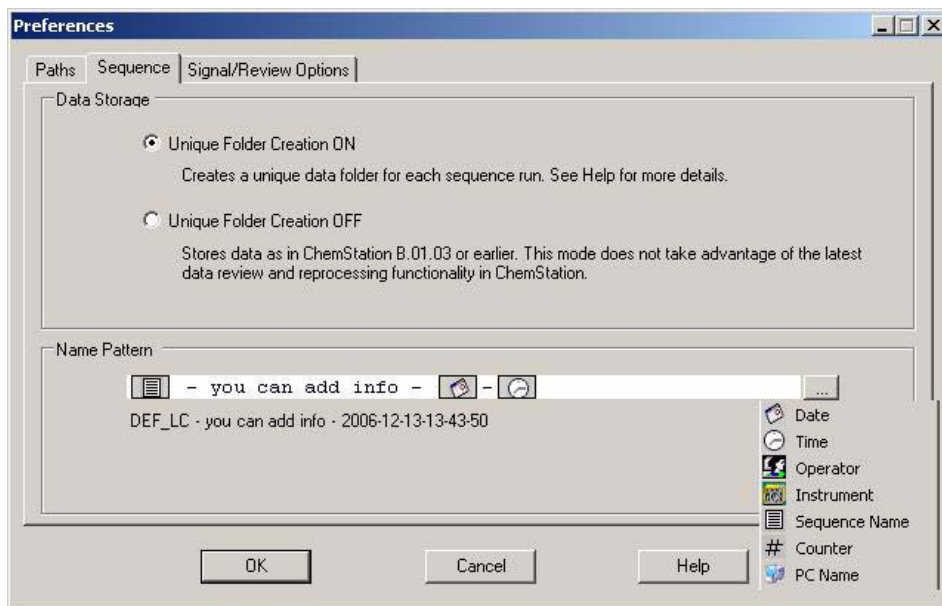 Preferences
Paths Sequence Signal/Review Options
Data Storage
Unique Folder Creation ON
Creates a unique data folder for each sequence run. See Help for more details.
Unique Folder Creation OFF
Stores data as in ChemStation B.01.03 or earlier. This mode does not take advantage of the latest
data review and reprocessing functionality in ChemStation.
Name Pattern
- you can add info - -
...
DEF_LC - you can add info - 2006-12-13-13-43-50
Date
Time
Operator
Instrument
Sequence Name
# Counter
PC Name
OK Cancel Help